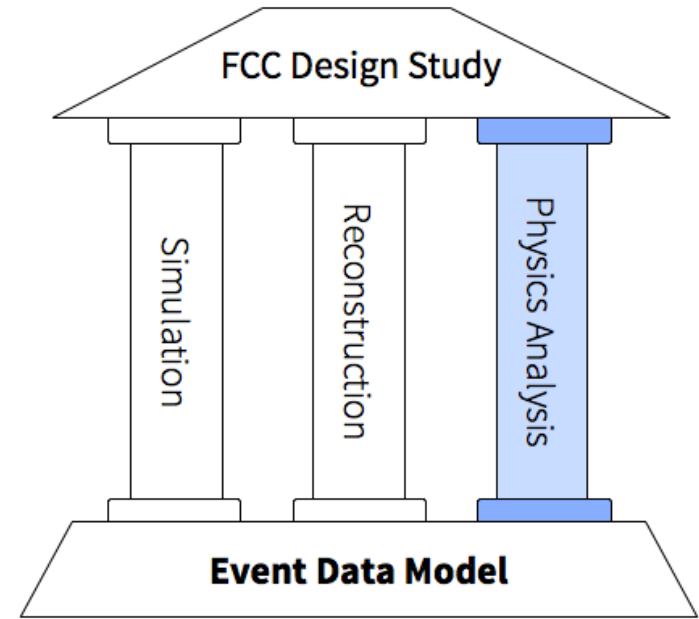 FCC Design Study
Simulation
Reconstruction
Physics Analysis
Event Data Model